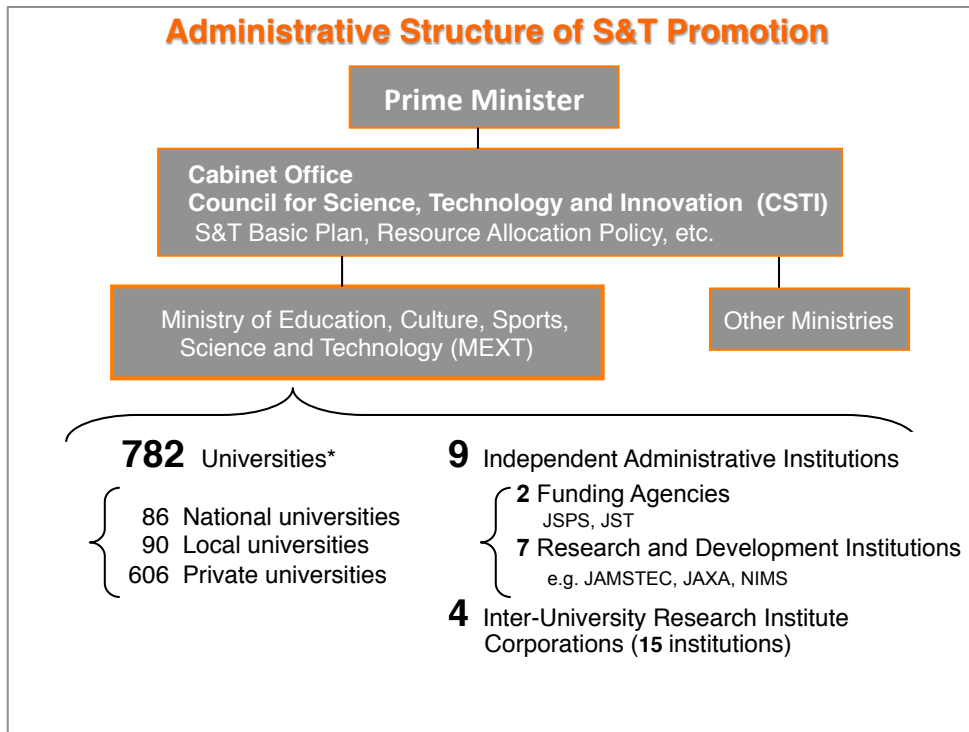 Administrative Structure of S&T Promotion
Prime Minister
Cabinet Office
Council for Science, Technology and Innovation (CSTI)
S&T Basic Plan, Resource Allocation Policy, etc.
Ministry of Education, Culture, Sports,
Science and Technology (MEXT)
Other Ministries
782 Universities*
86 National universities
90 Local universities
606 Private universities
9 Independent Administrative Institutions
2 Funding Agencies
JSPS, JST
7 Research and Development Institutions
e.g. JAMSTEC, JAXA, NIMS
4 Inter-University Research Institute
Corporations (15 institutions)